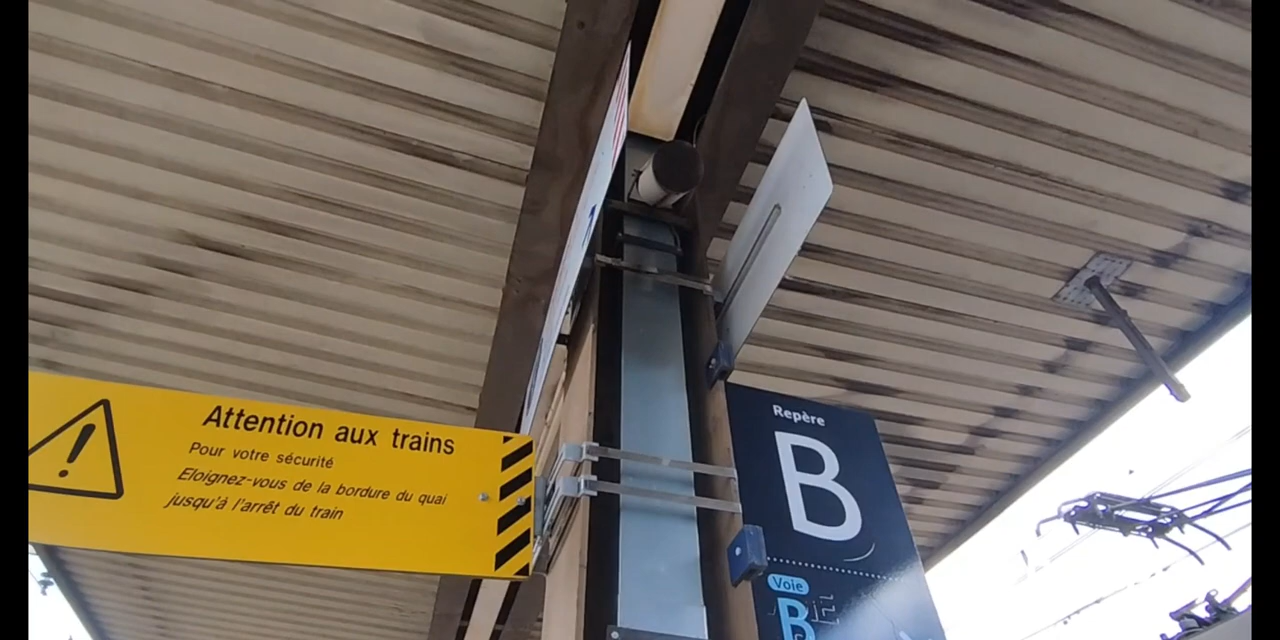 Attention aux trains
Pour votre sécurité
Eloignez-vous de la bordure du quai
jusqu'à l'arrêt du train
Repère
B
Voie
B